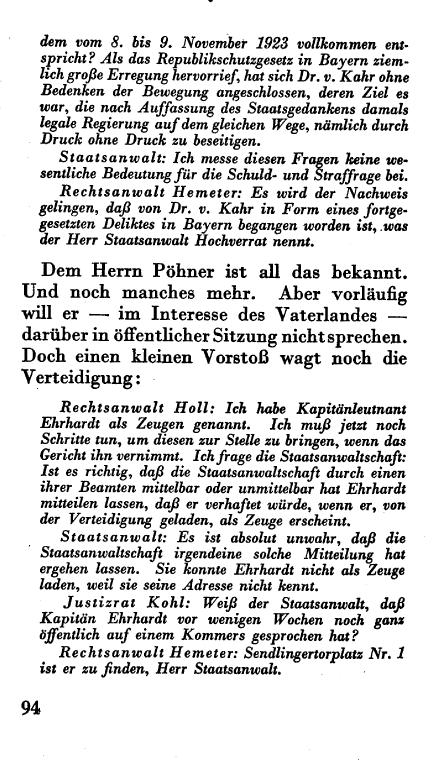 dem vom 8. bis 9. November 1923 vollkommen ent-
spricht? Als das Republikschutzgesetz in Bayern ziem-
lich große Erregung hervorrief, hat sich Dr. v. Kahr ohne
Bedenken der Bewegung angeschlossen, deren Ziel es
war, die nach Auffassung des Staatsgedankens damals
legale Regierung auf dem gleichen Wege, nämlich durch
Druck ohne Druck zu beseitigen.
Staatsanwalt: Ich messe diesen Fragen keine we-
sentliche Bedeutung für die Schuld- und Straffrage bei.
Rechtsanwalt Hemeter: Es wird der Nachweis
gelingen, daß von Dr. v. Kahr in Form eines fortge-
gesetzten Deliktes in Bayern begangen worden ist, was
der Herr Staatsanwalt Hochverrat nennt.
Dem Herrn Pöhner ist all das bekannt.
Und noch manches mehr. Aber vorläufig
will er — im Interesse des Vaterlandes —
darüber in öffentlicher Sitzung nicht sprechen.
Doch einen kleinen Vorstoß wagt noch die
Verteidigung:
Rechtsanwalt Holl: Ich habe Kapitänleutnant
Ehrhardt als Zeugen genannt. Ich muß jetzt noch
Schritte tun, um diesen zur Stelle zu bringen, wenn das
Gericht ihn vernimmt. Ich frage die Staatsanwaltschaft:
Ist es richtig, daß die Staatsanwaltschaft durch einen
ihrer Beamten mittelbar oder unmittelbar hat Ehrhardt
mitteilen lassen, daß er verhaftet würde, wenn er, von
der Verteidigung geladen, als Zeuge erscheint.
Staatsanwalt: Es ist absolut unwahr, daß die
Staatsanwaltschaft irgendeine solche Mitteilung hat
ergehen lassen. Sie konnte Ehrhardt nicht als Zeuge
laden, weil sie seine Adresse nicht kennt.
Justizrat Kohl: Weiß der Staatsanwalt, daß
Kapitän Ehrhardt vor wenigen Wochen noch ganz
öffentlich auf einem Kommers gesprochen hat?
Rechtsanwalt Hemeter: Sendlingertorplatz Nr. 1
ist er zu finden, Herr Staatsanwalt.
94